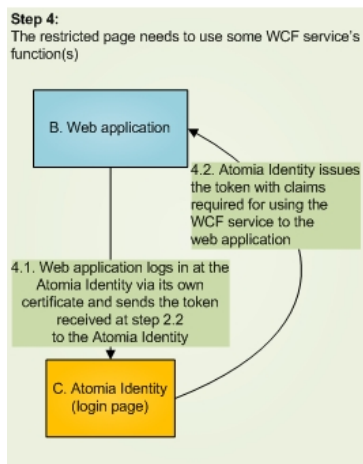 Step 4:
The restricted page needs to use some WCF service's
function(s)
B. Web application
4.2. Atomia Identity issues
the token with claims
required for using the
WCF service to the
web application
4.1. Web application logs in at the
Atomia Identity via its own
certificate and sends the token
received at step 2.2
to the Atomia Identity
C. Atomia Identity
(login page)